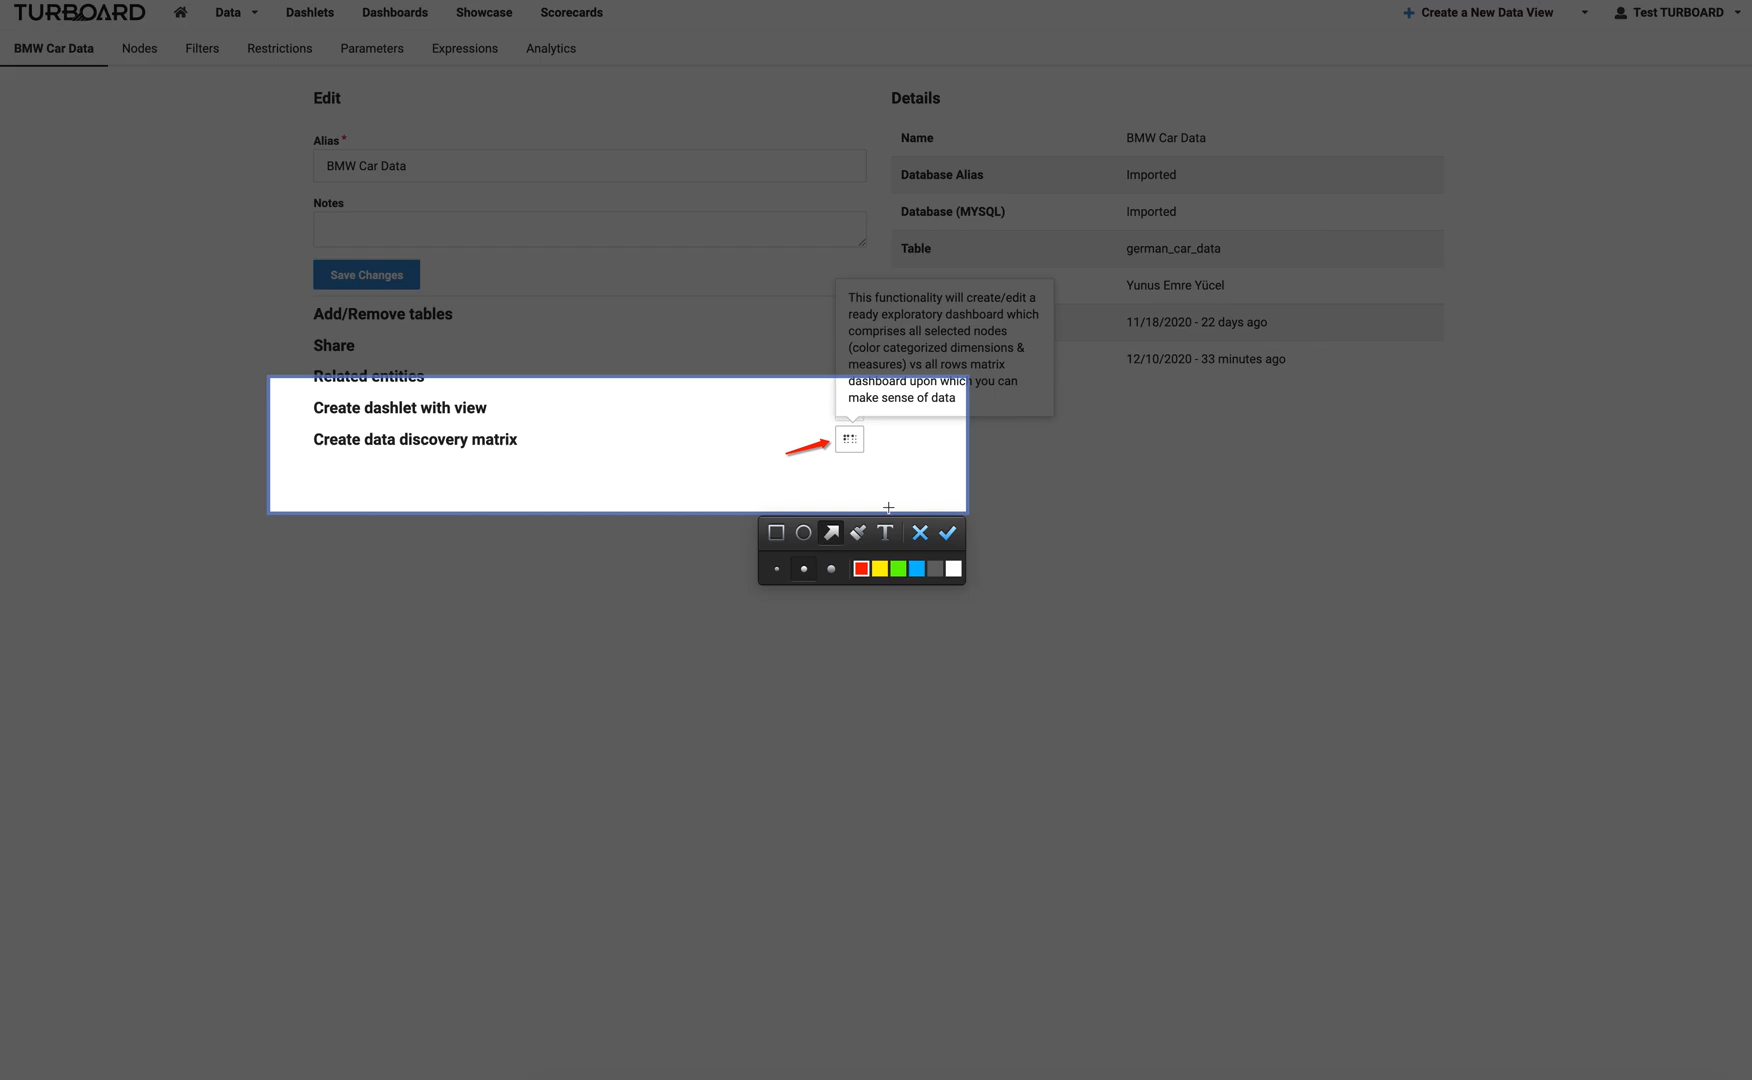 TURBOARD Data Dashlets Dashboards Showcase Scorecards Create a New Data View Test TURBOARD
BMW Car Data Nodes Filters Restrictions Parameters Expressions Analytics
Edit
Alias *
BMW Car Data
Notes
Save Changes
Add/Remove tables
Share
Related entities
Create dashlet with view
Create data discovery matrix
Details
Name BMW Car Data
Database Alias Imported
Database (MYSQL) Imported
Table german_car_data
Yunus Emre Yücel
11/18/2020 - 22 days ago
12/10/2020 - 33 minutes ago
This functionality will create/edit a
ready exploratory dashboard which
comprises all selected nodes
(color categorized dimensions &
measures) vs all rows matrix
dashboard upon which you can
make sense of data
T